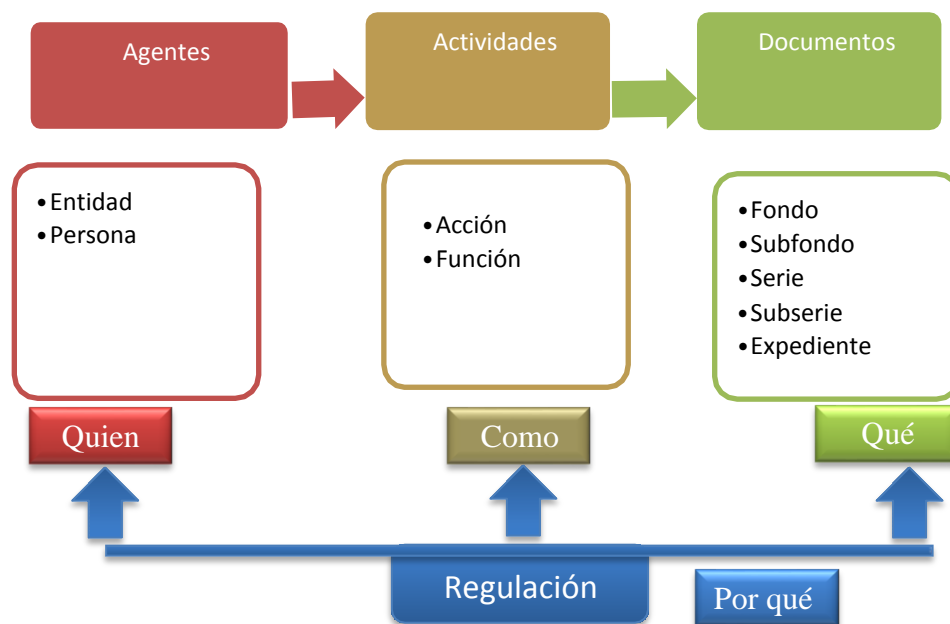 Agentes
Actividades
Documentos
•Entidad
•Persona
•Acción
•Función
•Fondo
•Subfondo
•Serie
•Subserie
•Expediente
Quien
Como
Qué
Regulación
Por qué